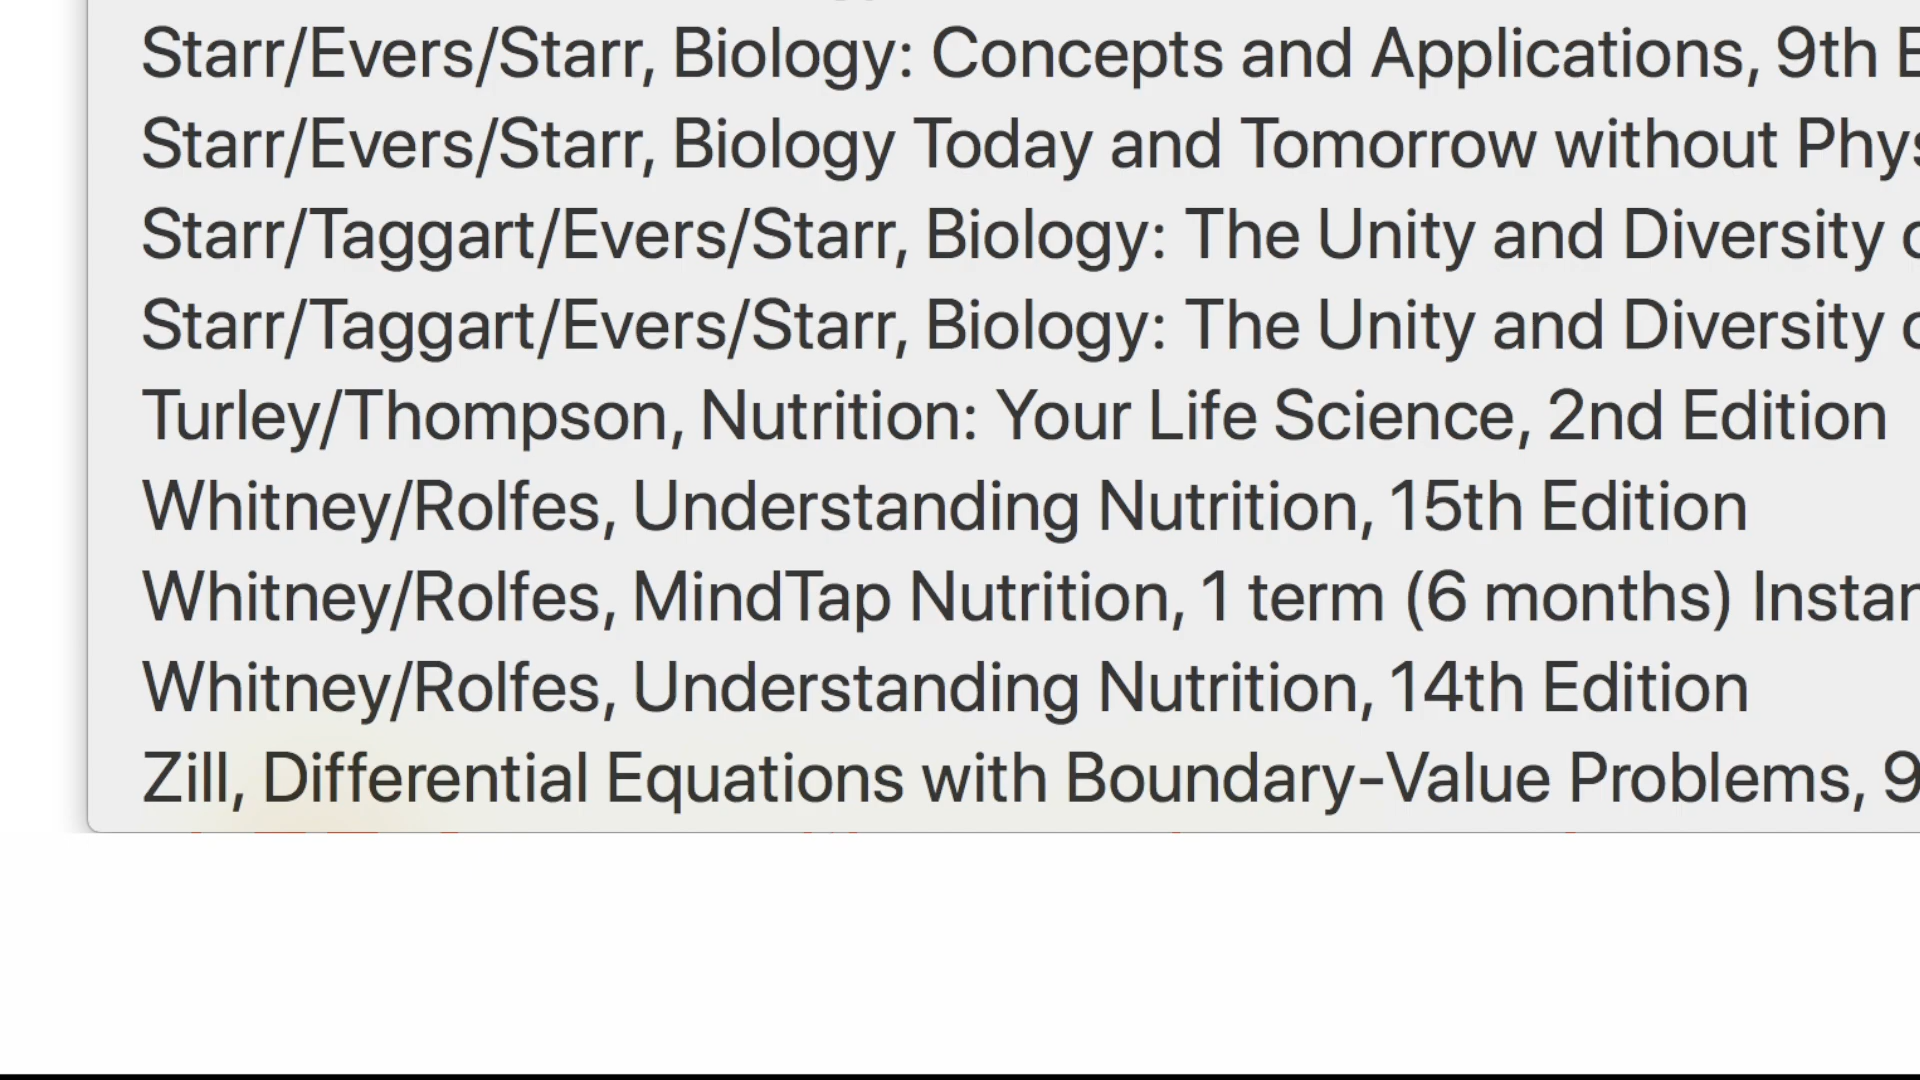 Starr/Evers/Starr, Biology: Concepts and Applications, 9th E
Starr/Evers/Starr, Biology Today and Tomorrow without Phys
Starr/Taggart/Evers/Starr, Biology: The Unity and Diversity o
Starr/Taggart/Evers/Starr, Biology: The Unity and Diversity o
Turley/Thompson, Nutrition: Your Life Science, 2nd Edition
Whitney/Rolfes, Understanding Nutrition, 15th Edition
Whitney/Rolfes, MindTap Nutrition, 1 term (6 months) Instan
Whitney/Rolfes, Understanding Nutrition, 14th Edition
Zill, Differential Equations with Boundary-Value Problems, 9